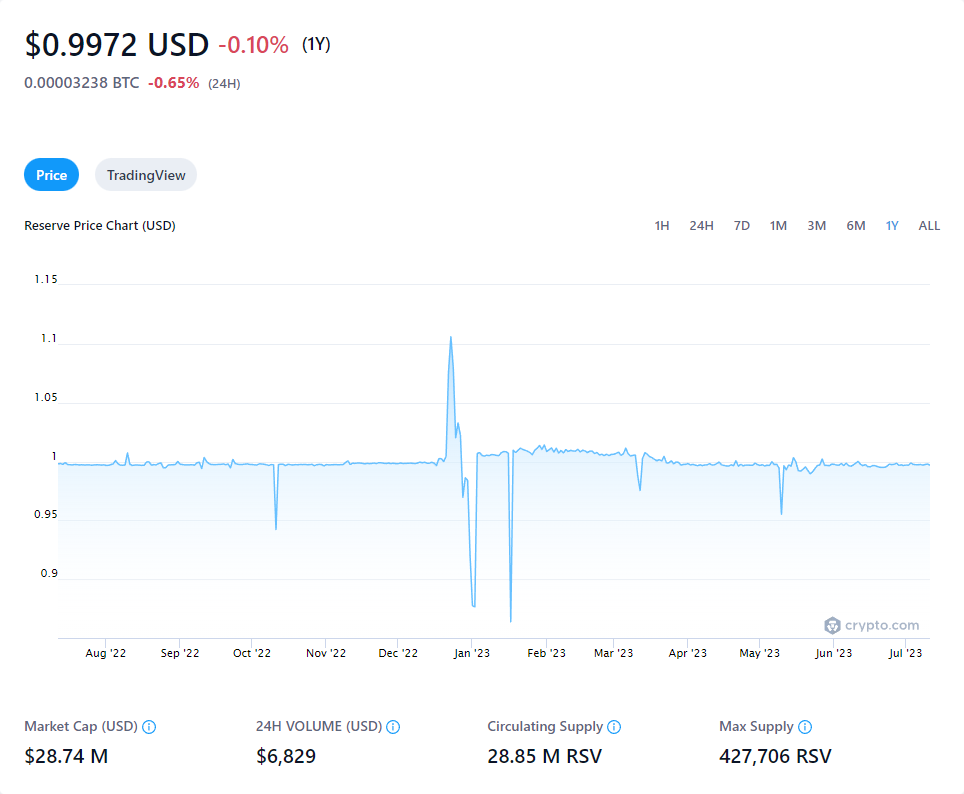 $0.9972 USD -0.10% (1Y)
0.00003238 BTC -0.65% (24H)
Price TradingView
Reserve Price Chart (USD) 1H 24H 7D 1M 3M 6M 1Y ALL
1.15
1.1
1.05
1
0.95
0.9
crypto.com
Aug '22 Sep '22 Oct '22 Nov '22 Dec '22 Jan '23 Feb '23 Mar '23 Apr '23 May '23 Jun '23 Jul '23
Market Cap (USD) 24H VOLUME (USD) Circulating Supply Max Supply
$28.74 M $6,829 28.85 M RSV 427,706 RSV